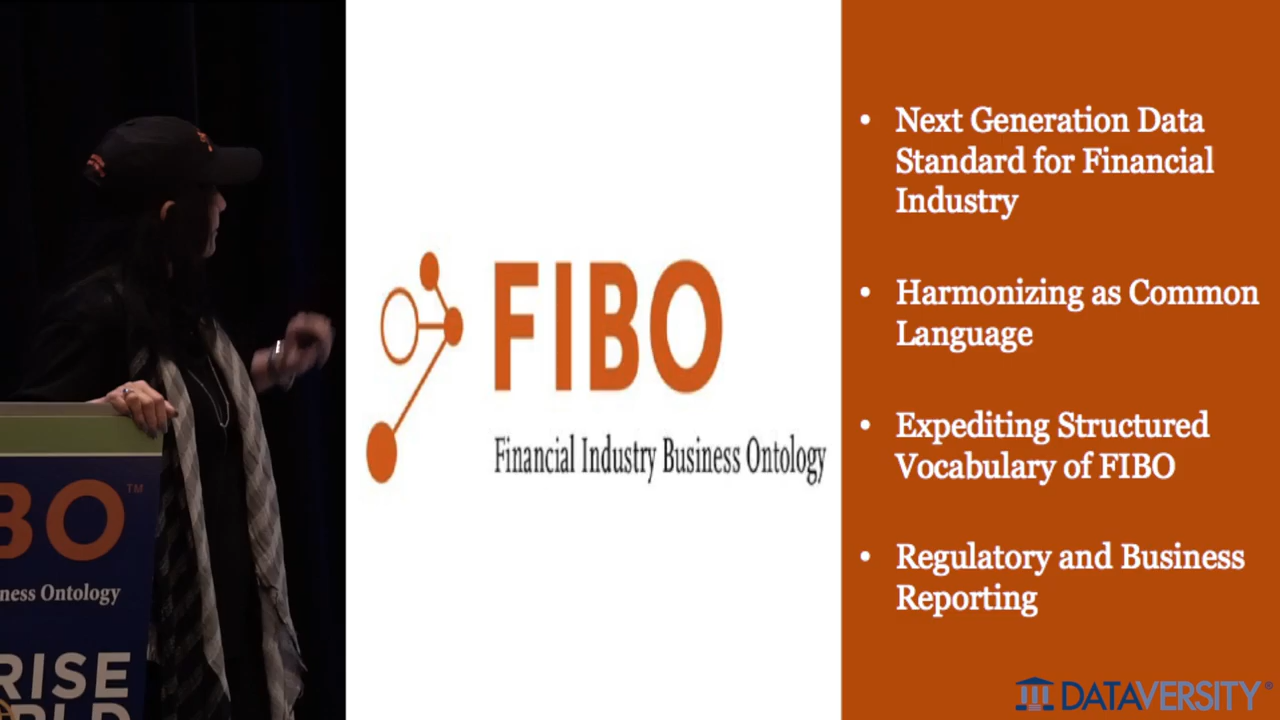 FIBO
Financial Industry Business Ontology
• Next Generation Data
Standard for Financial
Industry
• Harmonizing as Common
Language
• Expediting Structured
Vocabulary of FIBO
• Regulatory and Business
Reporting
DATAVERSITY®
BO™
ness Ontology
RISE